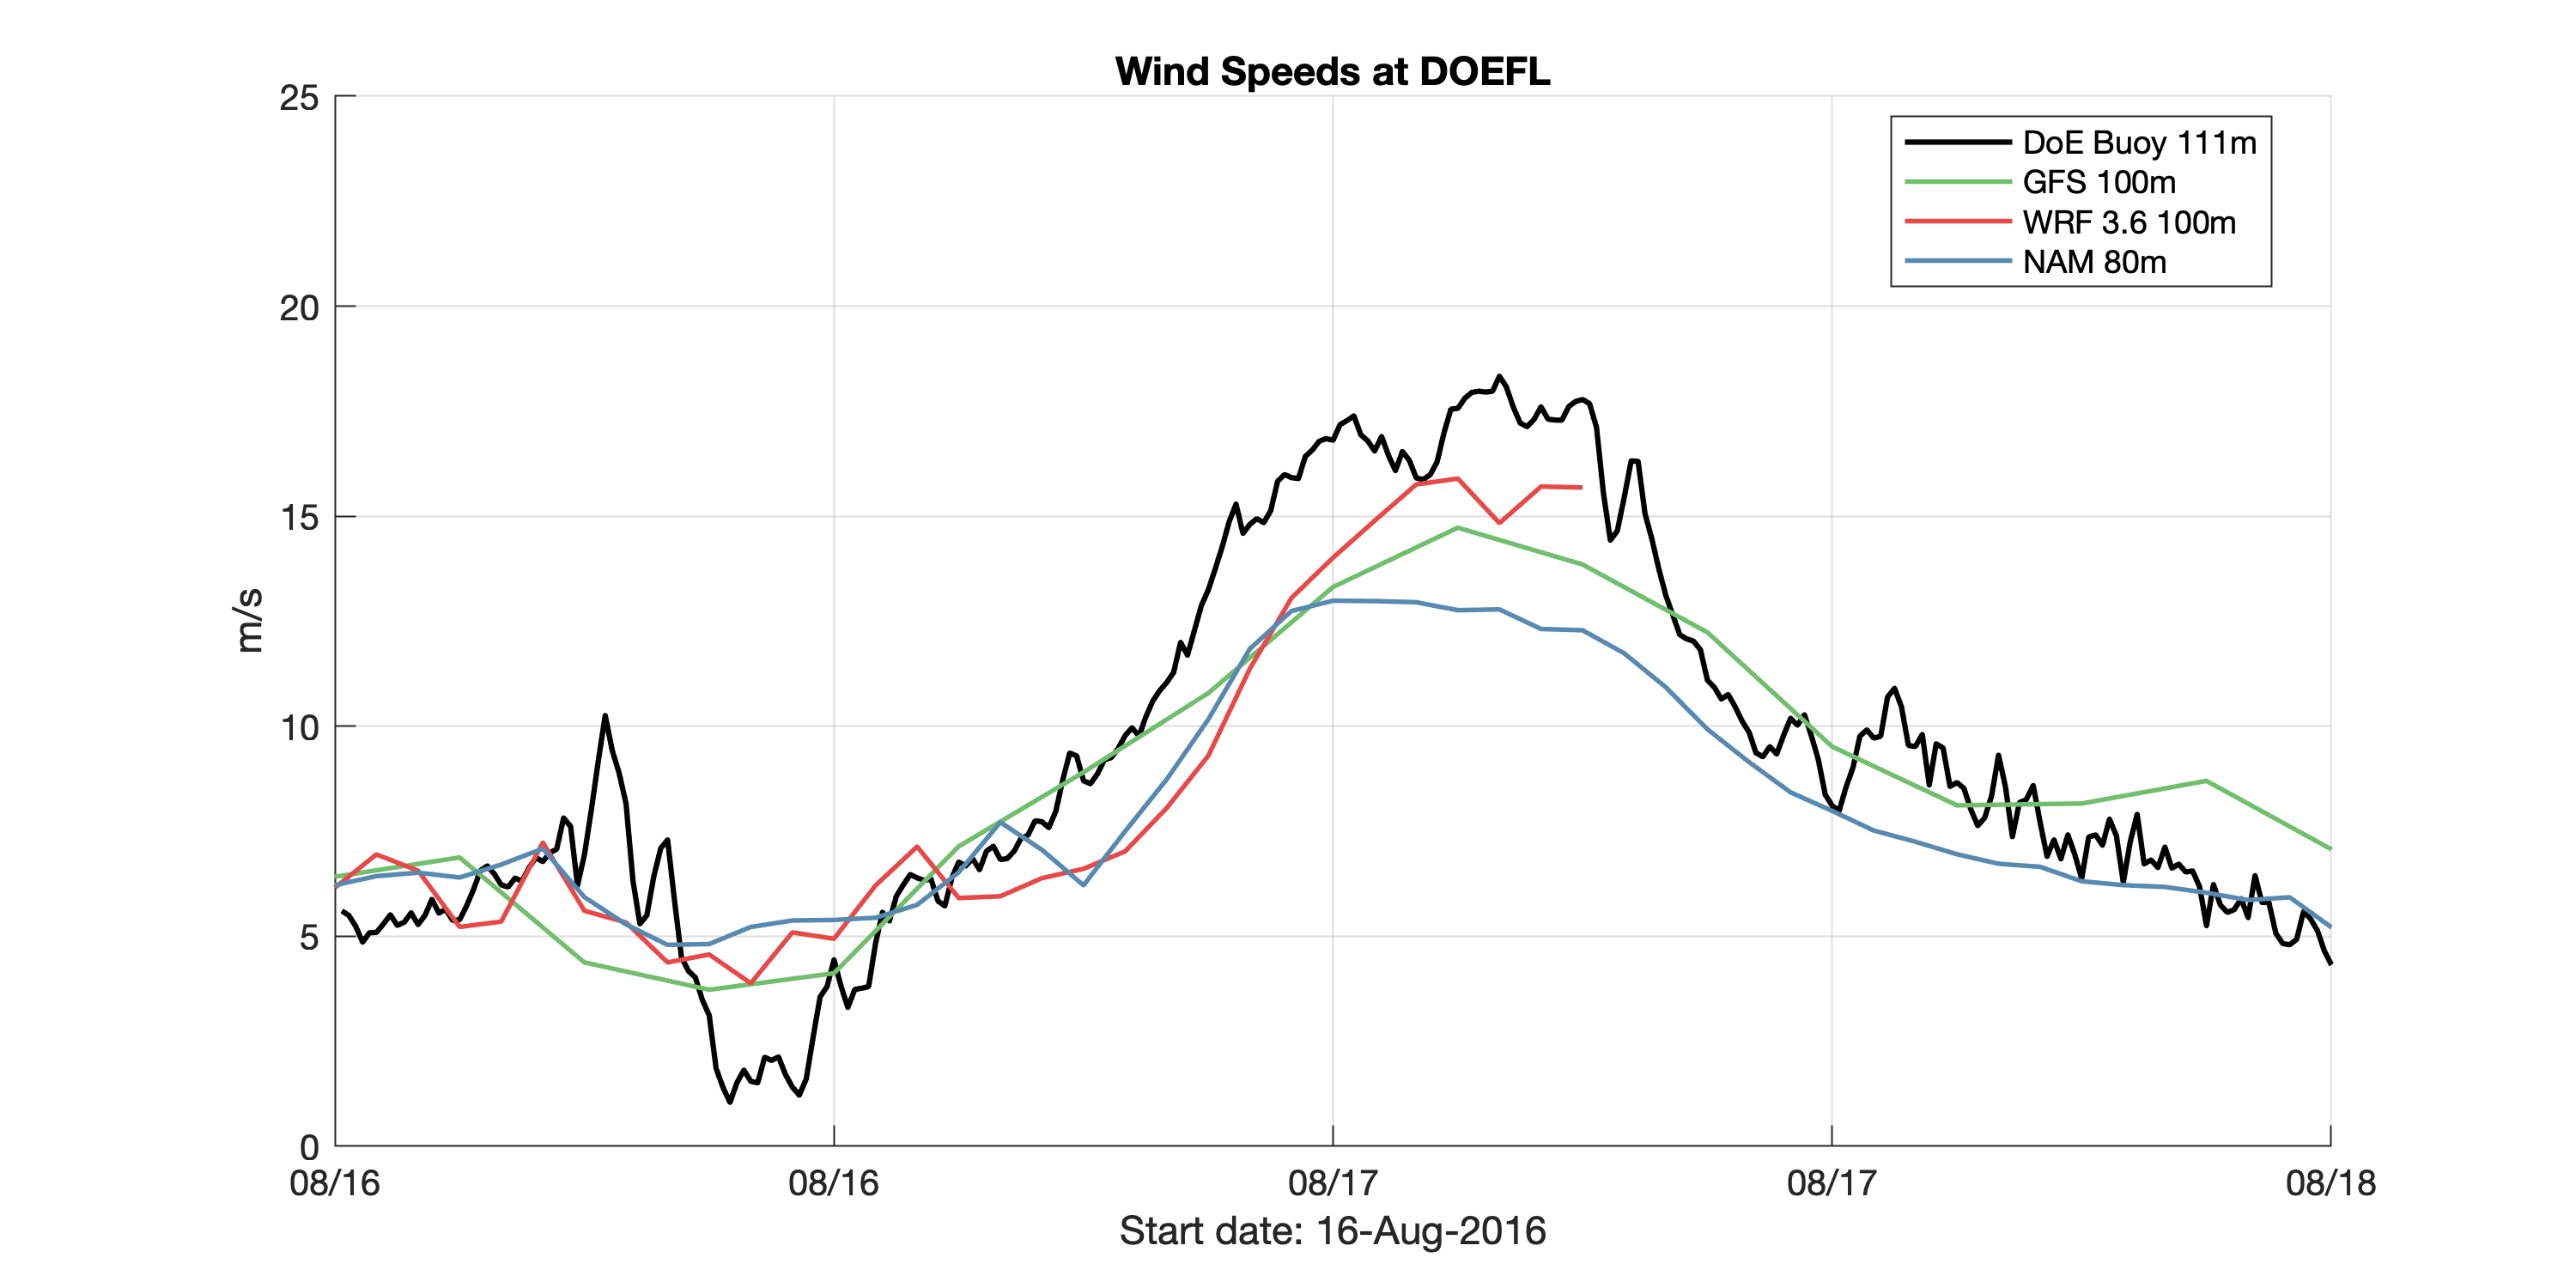 Wind Speeds at DOEFL
25
20
15
10
5
0
m/s
DoE Buoy 111m
GFS 100m
WRF 3.6 100m
NAM 80m
08/16
08/16
08/17
08/17
08/18
Start date: 16-Aug-2016